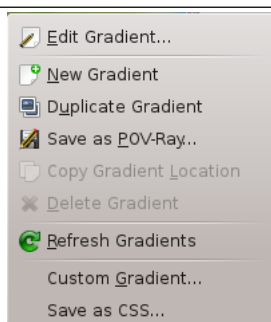 Edit Gradient...
New Gradient
Duplicate Gradient
Save as POV-Ray...
Copy Gradient Location
Delete Gradient
Refresh Gradients
Custom Gradient...
Save as CSS...